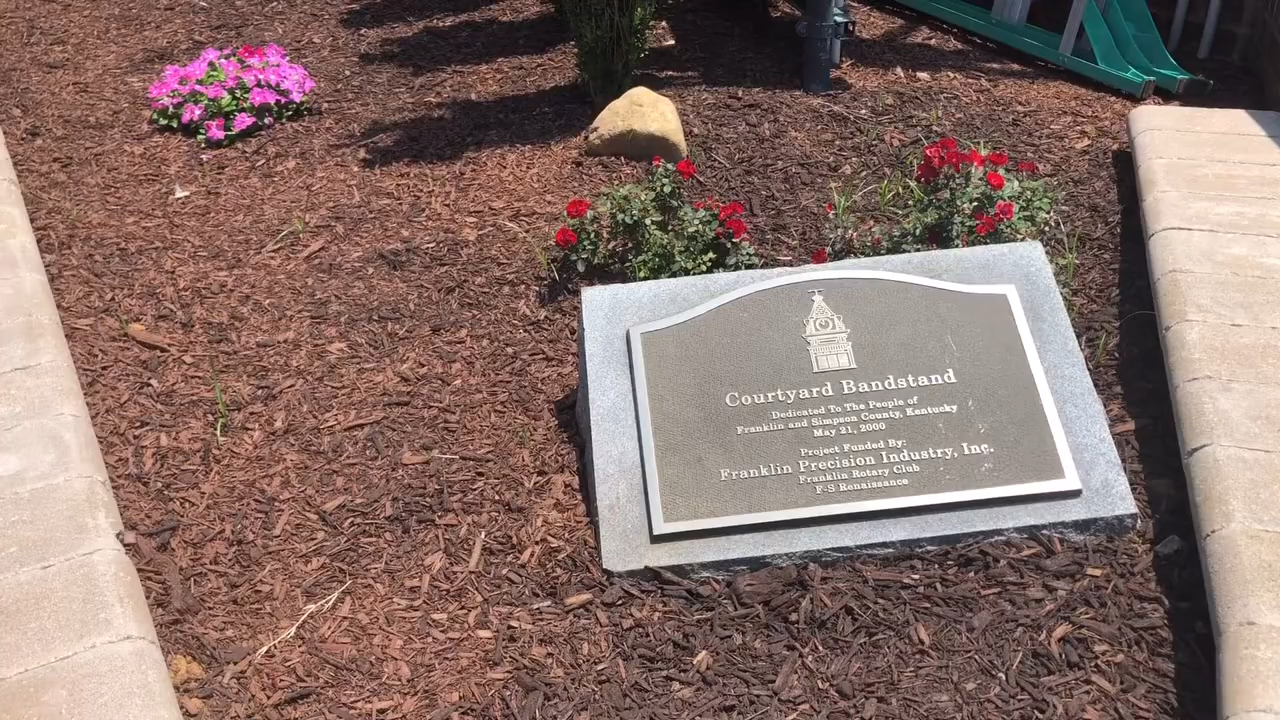 Courtyard Bandstand
Dedicated To The People of
Franklin and Simpson County, Kentucky
May 21, 2000
Project Funded By:
Franklin Precision Industry, Inc.
Franklin Rotary Club
F-S Renaissance